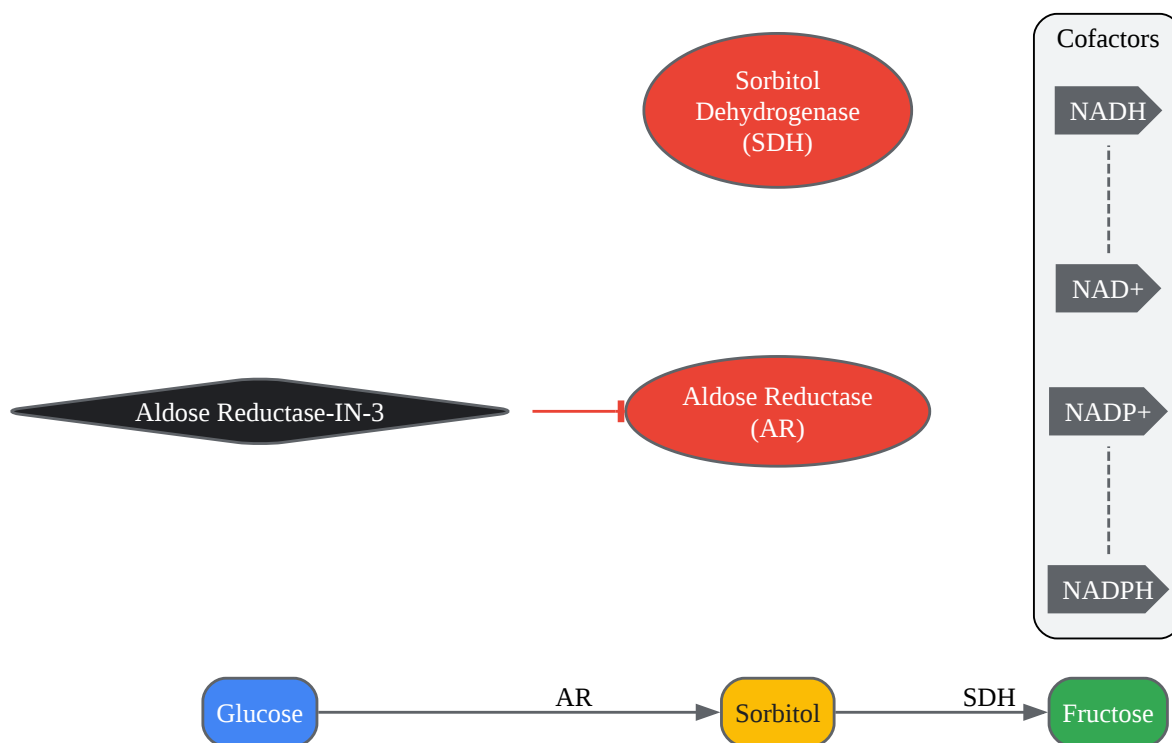 Cofactors
Sorbitol
Dehydrogenase
(SDH)
NADH
NAD+
Aldose Reductase-IN-3
Aldose Reductase
(AR)
NADP+
NADPH
Glucose
AR
Sorbitol
SDH
Fructose